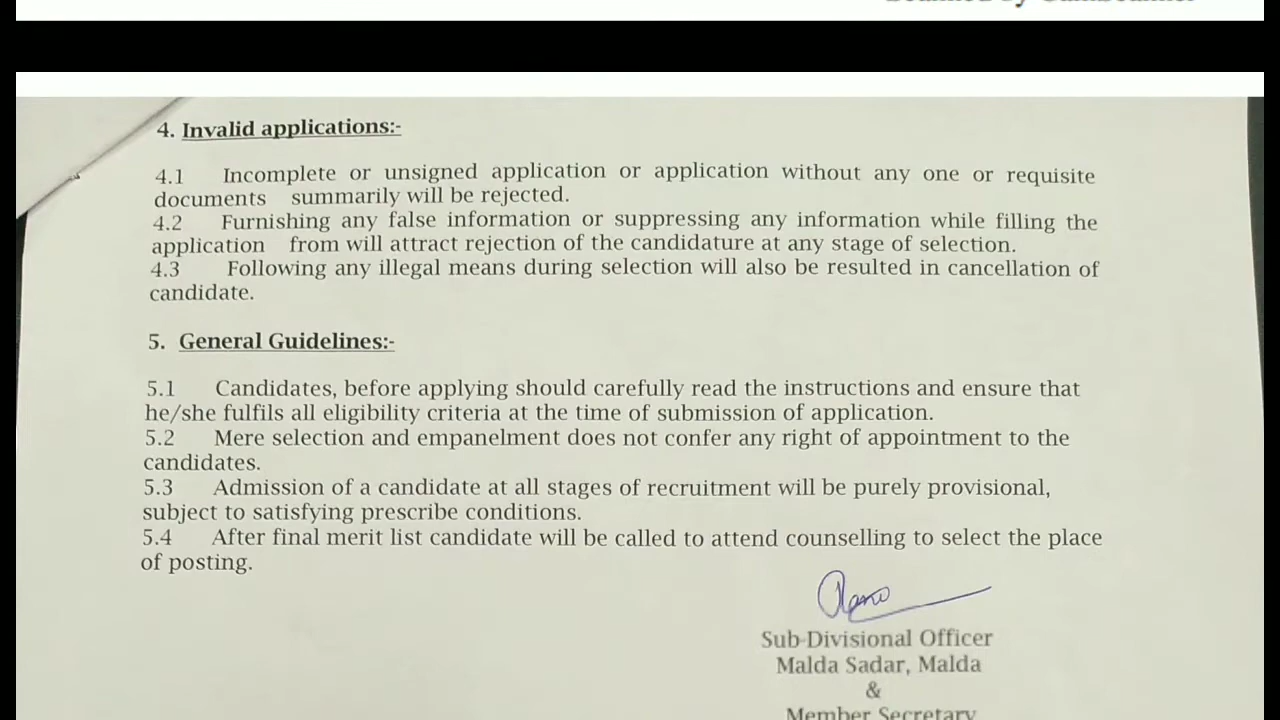 4. Invalid applications:-
4.1 Incomplete or unsigned application or application without any one or requisite
documents summarily will be rejected.
4.2 Furnishing any false information or suppressing any information while filling the
application from will attract rejection of the candidature at any stage of selection.
4.3 Following any illegal means during selection will also be resulted in cancellation of
candidate.
5. General Guidelines:-
5.1 Candidates, before applying should carefully read the instructions and ensure that
he/she fulfils all eligibility criteria at the time of submission of application.
5.2 Mere selection and empanelment does not confer any right of appointment to the
candidates.
5.3 Admission of a candidate at all stages of recruitment will be purely provisional,
subject to satisfying prescribe conditions.
5.4 After final merit list candidate will be called to attend counselling to select the place
of posting.
Sub-Divisional Officer
Malda Sadar, Malda
&
Member Secretary